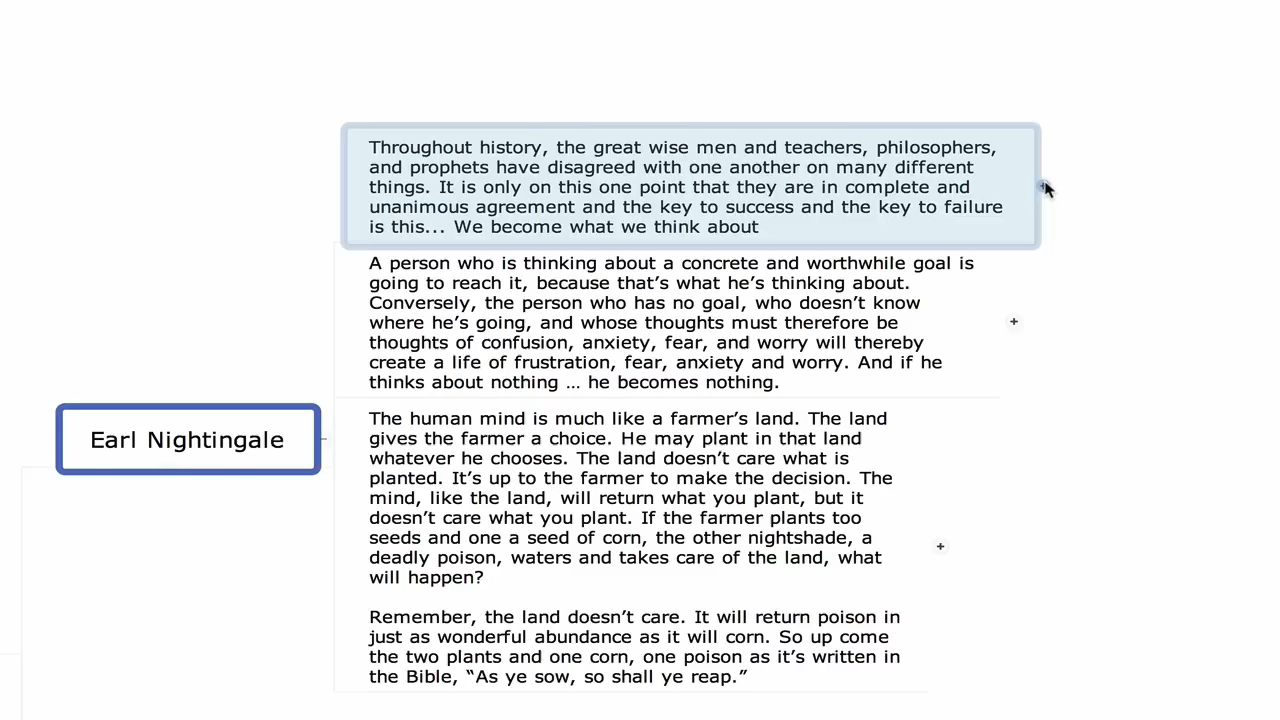 Throughout history, the great wise men and teachers, philosophers,
and prophets have disagreed with one another on many different
things. It is only on this one point that they are in complete and
unanimous agreement and the key to success and the key to failure
is this... We become what we think about
A person who is thinking about a concrete and worthwhile goal is
going to reach it, because that’s what he’s thinking about.
Conversely, the person who has no goal, who doesn’t know
where he’s going, and whose thoughts must therefore be
thoughts of confusion, anxiety, fear, and worry will thereby
create a life of frustration, fear, anxiety and worry. And if he
thinks about nothing … he becomes nothing.
Earl Nightingale
The human mind is much like a farmer’s land. The land
gives the farmer a choice. He may plant in that land
whatever he chooses. The land doesn’t care what is
planted. It’s up to the farmer to make the decision. The
mind, like the land, will return what you plant, but it
doesn’t care what you plant. If the farmer plants too
seeds and one a seed of corn, the other nightshade, a
deadly poison, waters and takes care of the land, what
will happen?
Remember, the land doesn’t care. It will return poison in
just as wonderful abundance as it will corn. So up come
the two plants and one corn, one poison as it’s written in
the Bible, “As ye sow, so shall ye reap.”